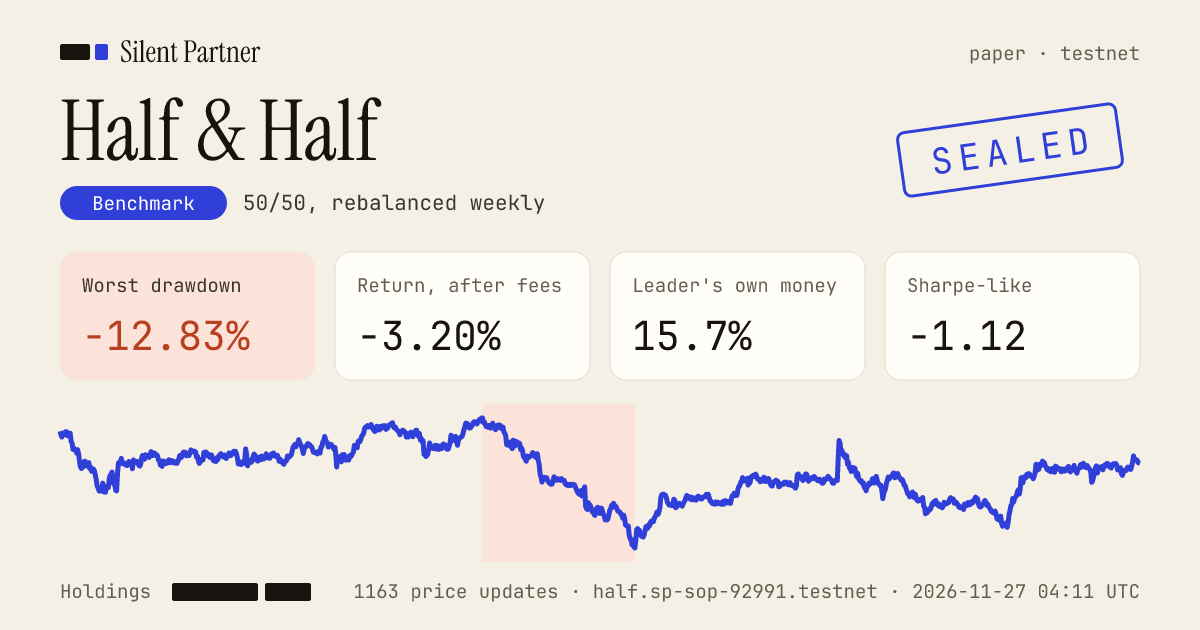 Silent Partner
paper · testnet
Half & Half
SEALED
Benchmark
50/50, rebalanced weekly
Worst drawdown
-12.83%
Return, after fees
-3.20%
Leader's own money
15.7%
Sharpe-like
-1.12
Holdings
1163 price updates · half.sp-sop-92991.testnet · 2026-11-27 04:11 UTC